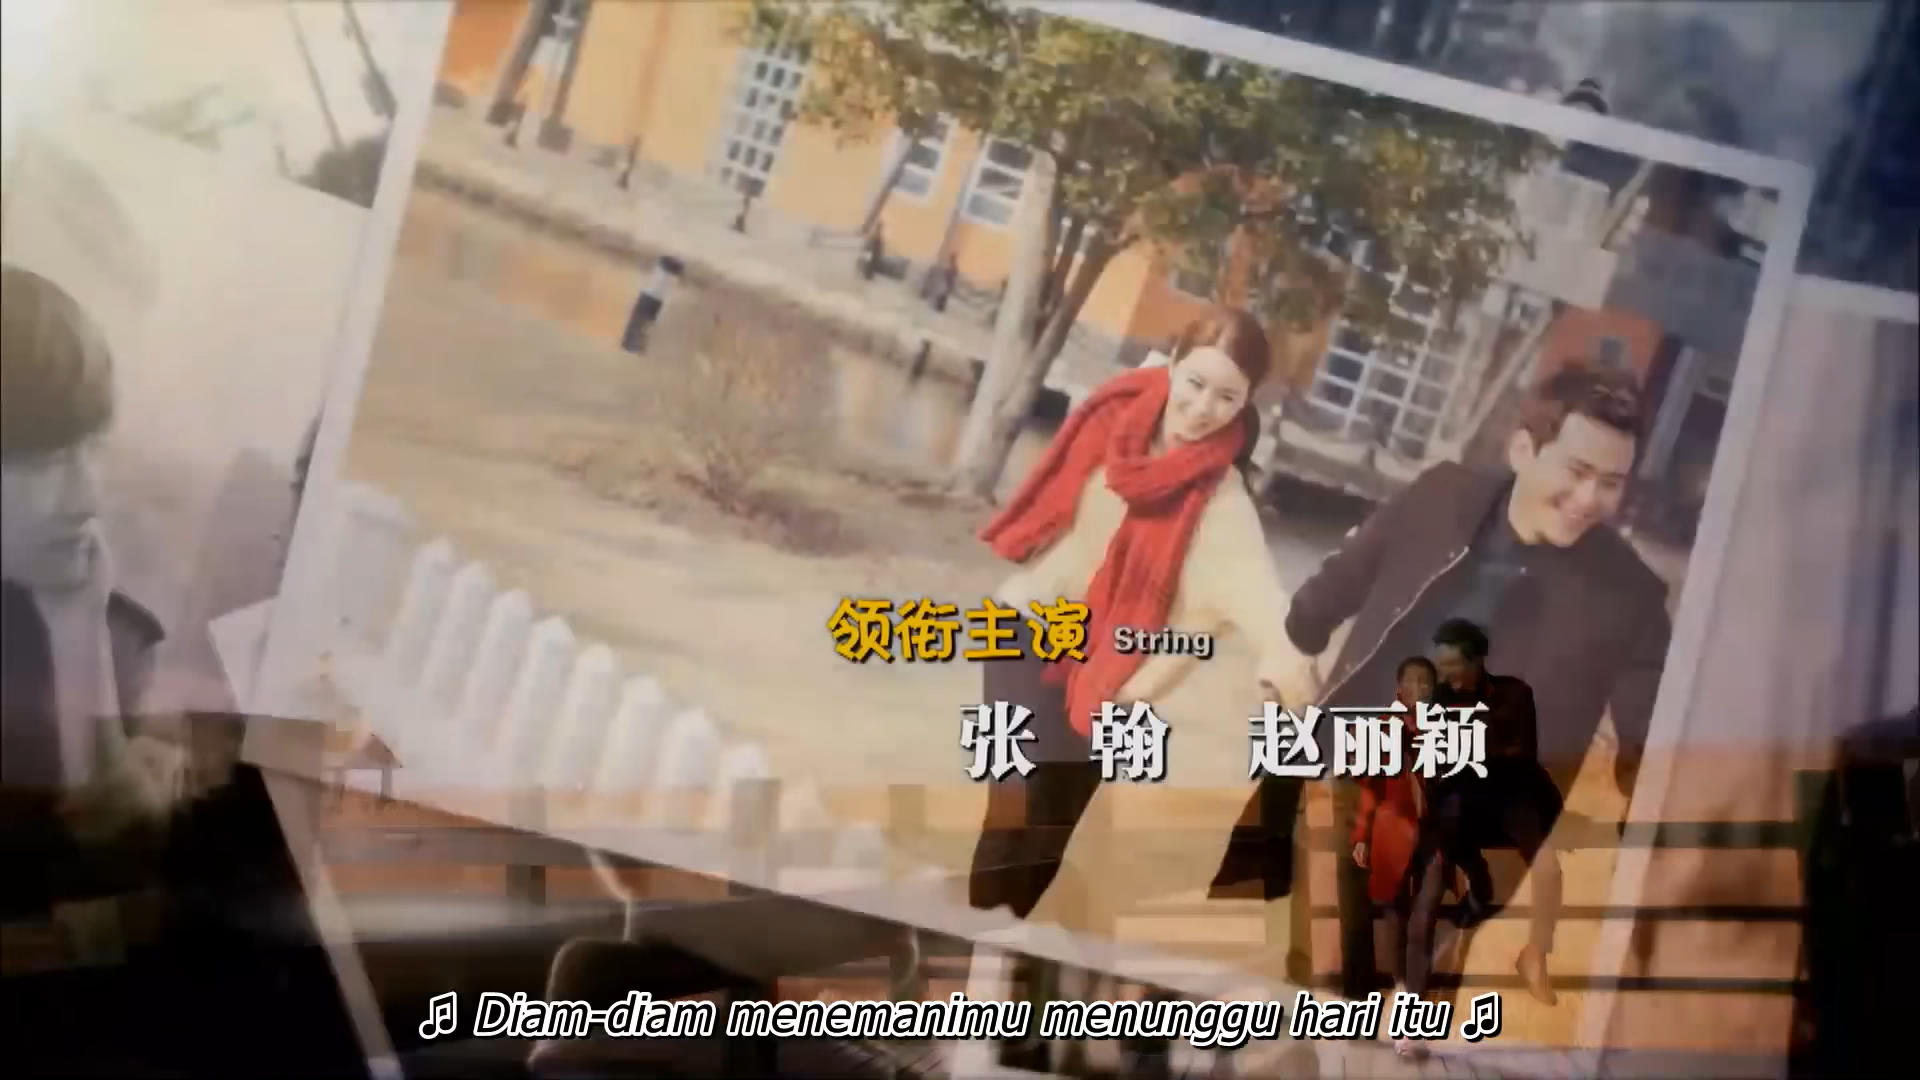 领衔主演 String
张翰 赵丽颖
♫ Diam-diam menemanimu menunggu hari itu ♫